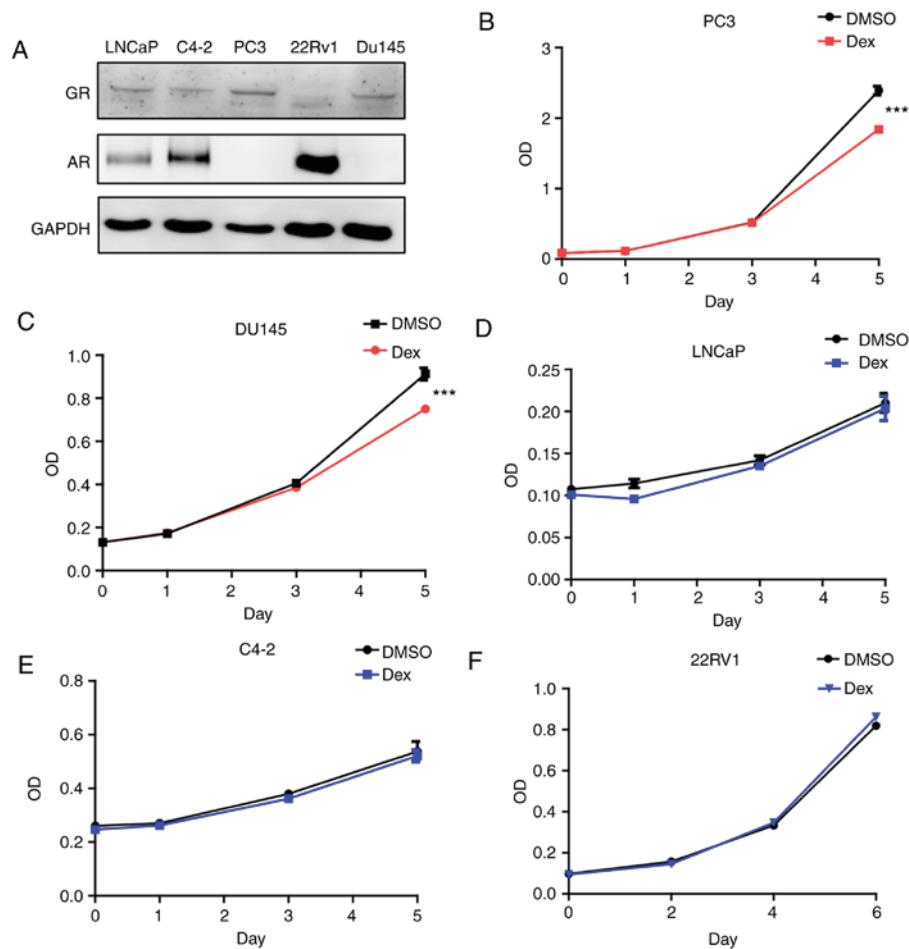 A
LNCaP C4-2 PC3 22Rv1 Du145
GR
AR
GAPDH
B
PC3
DMSO
Dex
3
2
1
0
OD
***
0 1 2 3 4 5
Day
C
DU145
DMSO
Dex
1.0
0.8
0.6
0.4
0.2
0.0
OD
***
0 1 2 3 4 5
Day
D
LNCaP
DMSO
Dex
0.20
0.15
0.10
0.05
0.00
OD
0 1 2 3 4 5
Day
E
C4-2
DMSO
Dex
0.8
0.6
0.4
0.2
0.0
OD
0 1 2 3 4 5
Day
F
22RV1
DMSO
Dex
1.0
0.8
0.6
0.4
0.2
0.0
OD
0 2 4 6
Day